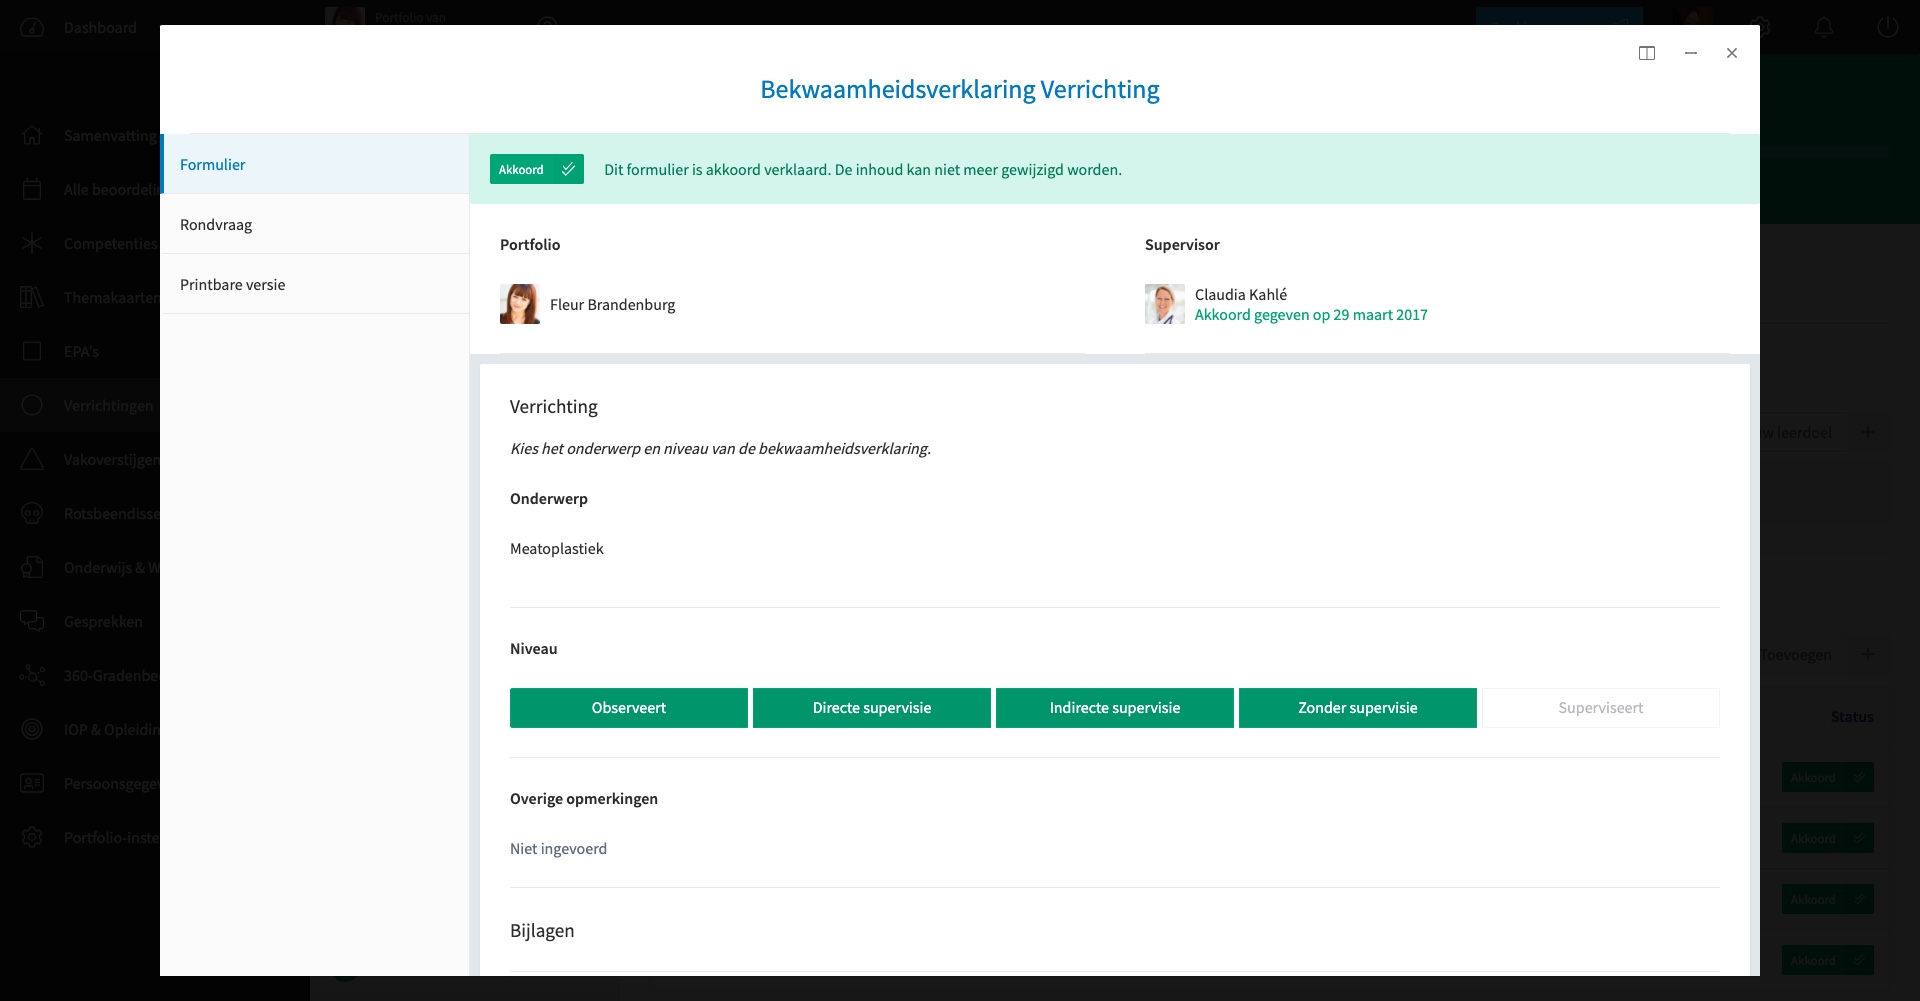 Dashboard
Portfolio van
Bekwaamheidsverklaring Verrichting
Samenvatting
Alle beoordelin
Competenties
Themakaarten
EPA's
Verrichtingen
Vakoverstijgen
Rotsbeendisse
Onderwijs & W
Gesprekken
360-Gradenbe
IOP & Opleidin
Persoonsgege
Portfolio-inste
Formulier
Rondvraag
Printbare versie
Akkoord
Dit formulier is akkoord verklaard. De inhoud kan niet meer gewijzigd worden.
Portfolio
Fleur Brandenburg
Supervisor
Claudia Kahlé
Akkoord gegeven op 29 maart 2017
Verrichting
Kies het onderwerp en niveau van de bekwaamheidsverklaring.
Onderwerp
Meatoplastiek
Niveau
Observeert
Directe supervisie
Indirecte supervisie
Zonder supervisie
Superviseert
Overige opmerkingen
Niet ingevoerd
Bijlagen
w leerdoel
Toevoegen
Status
Akkoord
Akkoord
Akkoord
Akkoord